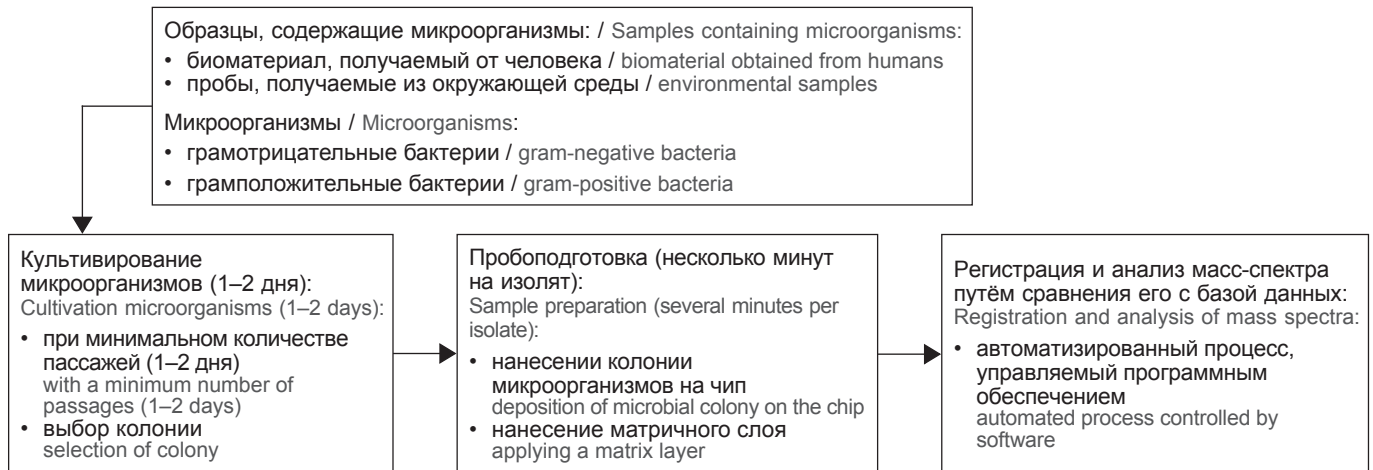 Образцы, содержащие микроорганизмы: / Samples containing microorganisms:
• биоматериал, получаемый от человека / biomaterial obtained from humans
• пробы, получаемые из окружающей среды / environmental samples
Микроорганизмы / Microorganisms:
• грамотрицательные бактерии / gram-negative bacteria
• грамположительные бактерии / gram-positive bacteria
Культивирование
микроорганизмов (1–2 дня):
Cultivation microorganisms (1–2 days):
• при минимальном количестве
пассажей (1–2 дня)
with a minimum number of
passages (1–2 days)
• выбор колонии
selection of colony
Пробоподготовка (несколько минут
на изолят):
Sample preparation (several minutes per
isolate):
• нанесении колонии
микроорганизмов на чип
deposition of microbial colony on the chip
• нанесение матричного слоя
applying a matrix layer
Регистрация и анализ масс-спектра
путём сравнения его с базой данных:
Registration and analysis of mass spectra:
• автоматизированный процесс,
управляемый программным
обеспечением
automated process controlled by
software